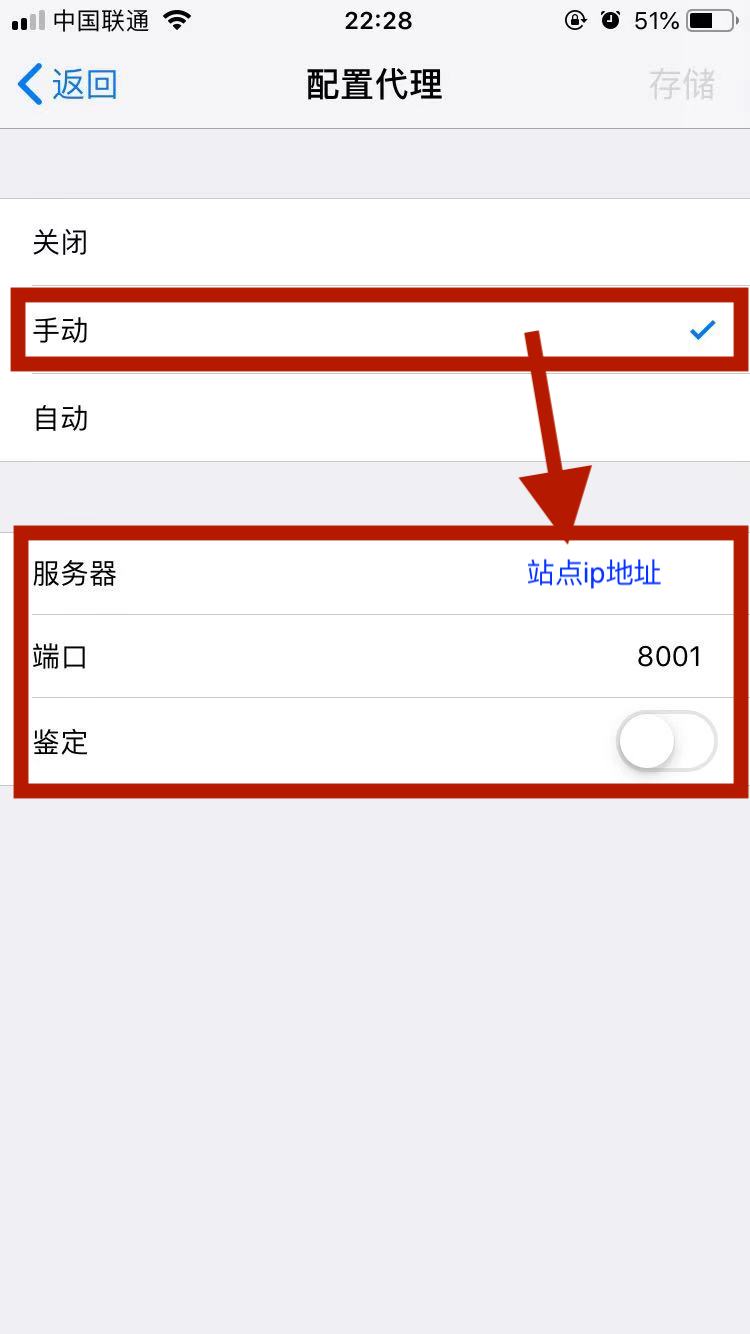 中国联通 22:28 51%
返回 配置代理 存储
关闭
手动
自动
服务器 站点ip地址
端口 8001
鉴定